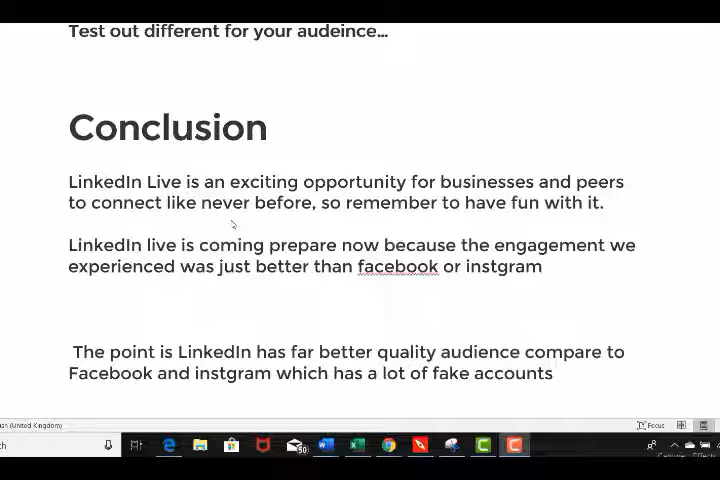 Test out different for your audeince...
Conclusion
LinkedIn Live is an exciting opportunity for businesses and peers
to connect like never before, so remember to have fun with it.
LinkedIn live is coming prepare now because the engagement we
experienced was just better than facebook or instgram
The point is LinkedIn has far better quality audience compare to
Facebook and instgram which has a lot of fake accounts
(United Kingdom)
Focus
50